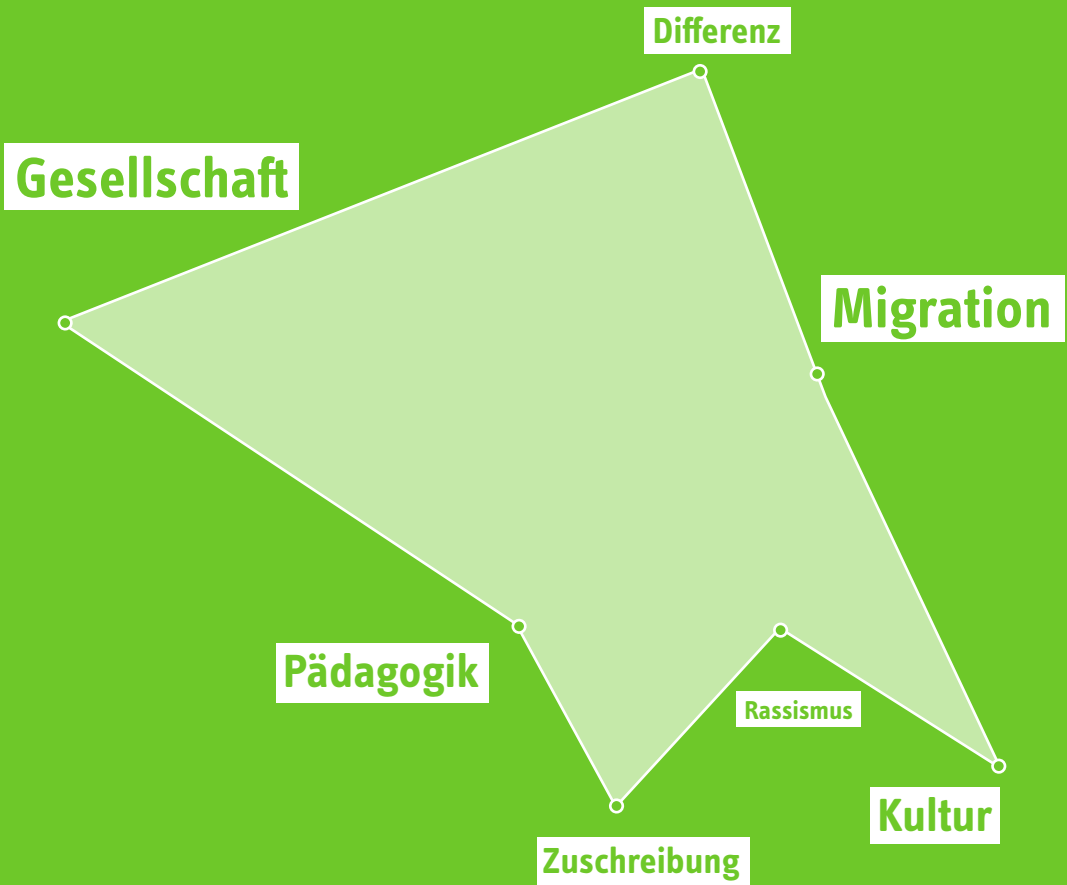 Differenz
Gesellschaft
Migration
Pädagogik
Rassismus
Kultur
Zuschreibung